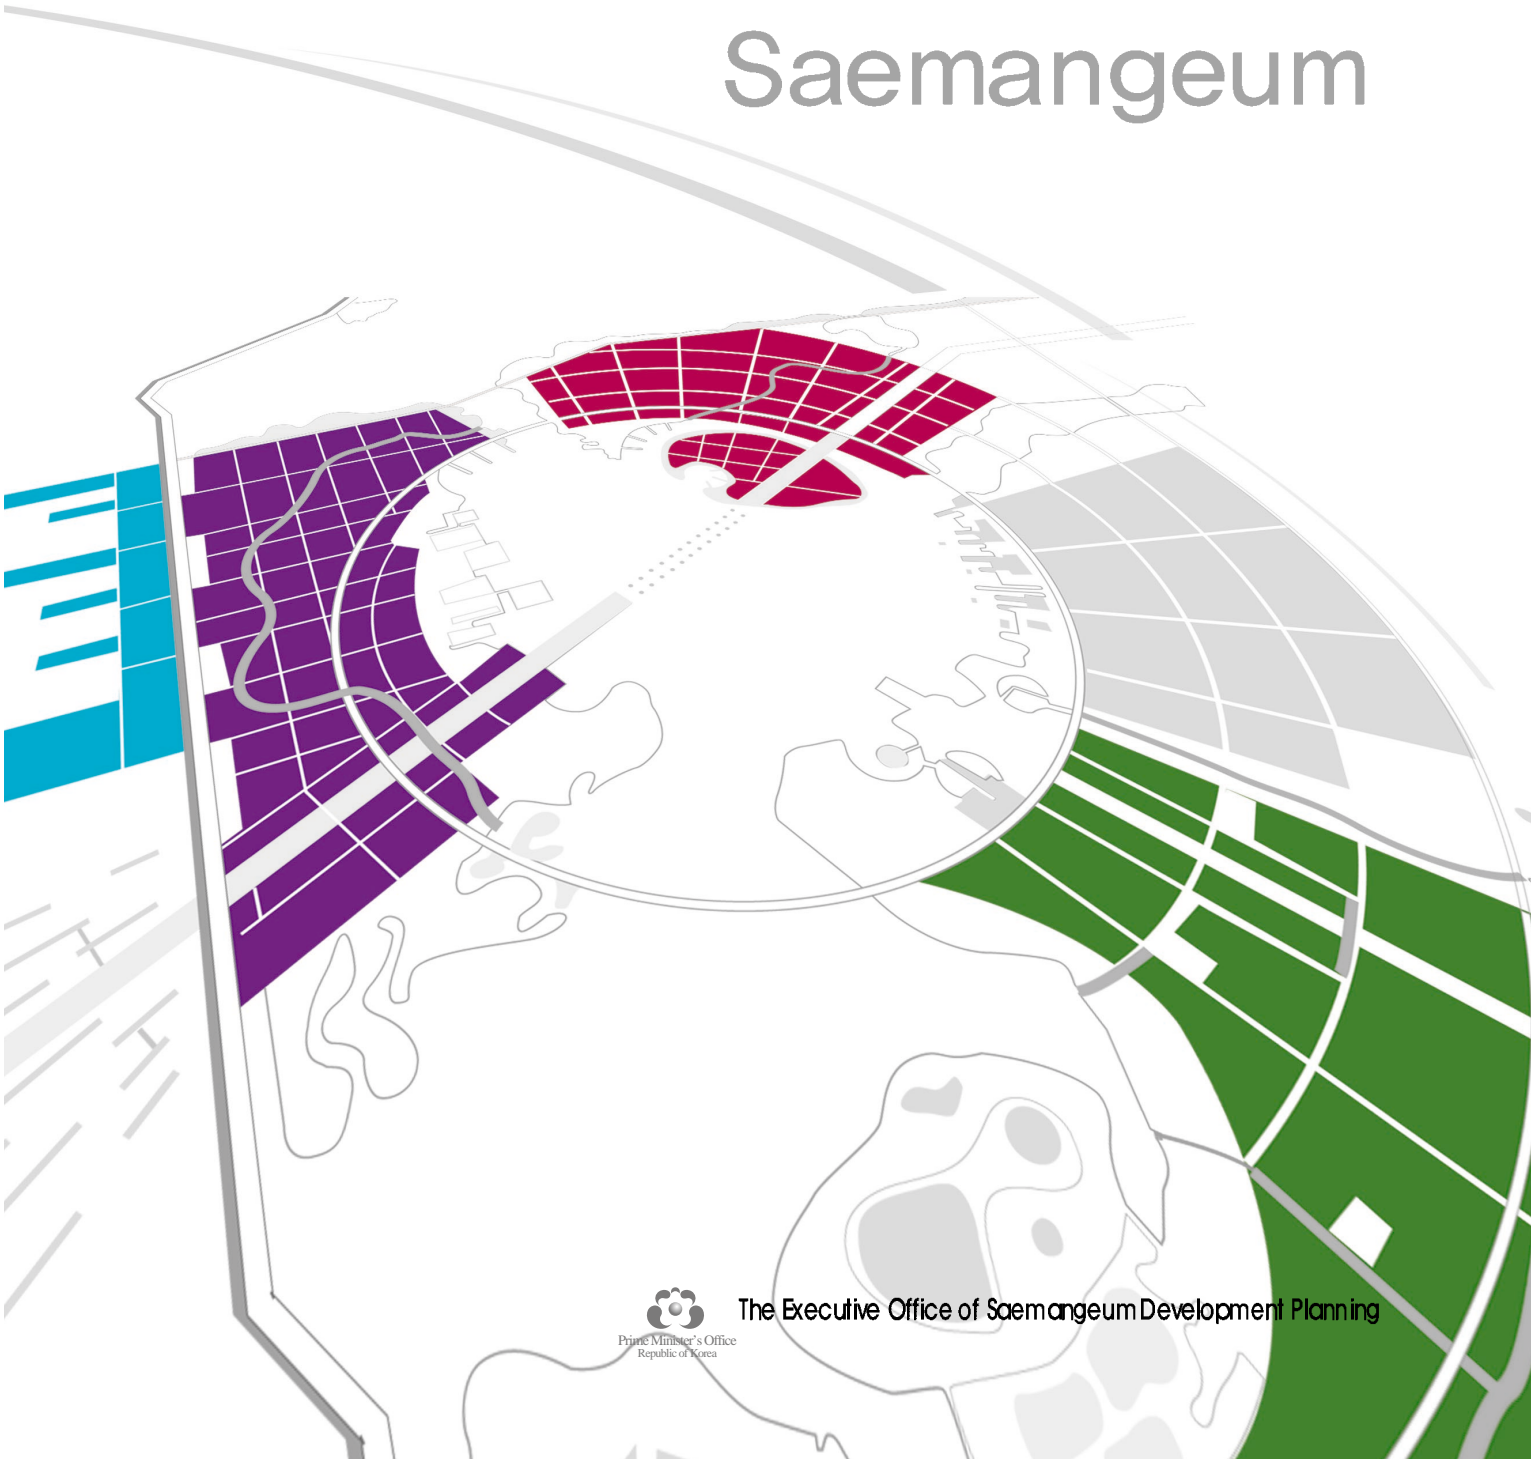 Saemangeum
The Executive Office of Saemangeum Development Planning
Prime Minister's Office
Republic of Korea